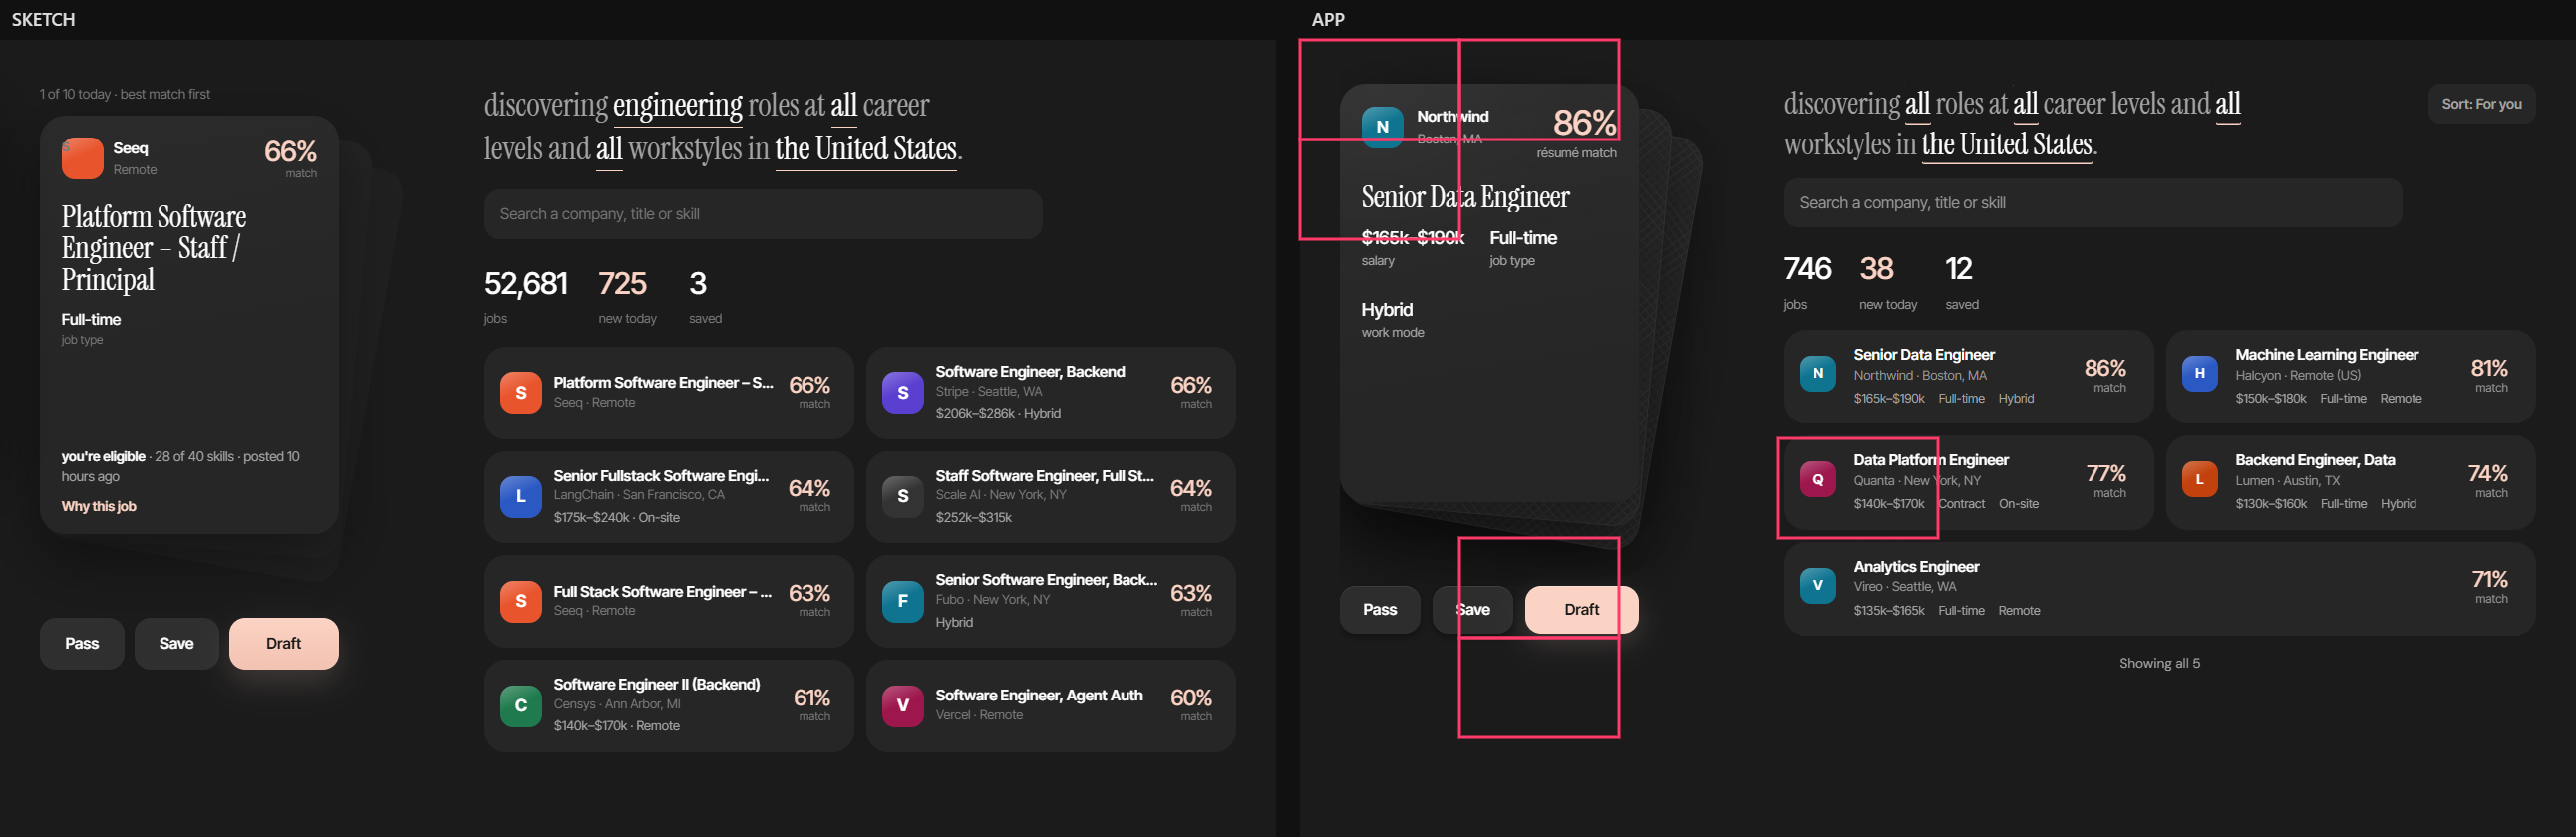 SKETCH
1 of 10 today · best match first
S
Seeq
Remote
66%
match
Platform Software
Engineer – Staff /
Principal
Full-time
job type
you're eligible · 28 of 40 skills · posted 10
hours ago
Why this job
Pass
Save
Draft
discovering engineering roles at all career
levels and all workstyles in the United States.
Search a company, title or skill
52,681
jobs
725
new today
3
saved
S
Platform Software Engineer – S...
Seeq · Remote
66%
match
S
Software Engineer, Backend
Stripe · Seattle, WA
$206k–$286k · Hybrid
66%
match
L
Senior Fullstack Software Engi...
LangChain · San Francisco, CA
$175k–$240k · On-site
64%
match
S
Staff Software Engineer, Full St...
Scale AI · New York, NY
$252k–$315k
64%
match
S
Full Stack Software Engineer – ...
Seeq · Remote
63%
match
F
Senior Software Engineer, Back...
Fubo · New York, NY
Hybrid
63%
match
C
Software Engineer II (Backend)
Censys · Ann Arbor, MI
$140k–$170k · Remote
61%
match
V
Software Engineer, Agent Auth
Vercel · Remote
60%
match
APP
N
Northwind
Boston, MA
86%
résumé match
Senior Data Engineer
$165k–$190k
salary
Full-time
job type
Hybrid
work mode
Pass
Save
Draft
discovering all roles at all career levels and all
workstyles in the United States.
Sort: For you
Search a company, title or skill
746
jobs
38
new today
12
saved
N
Senior Data Engineer
Northwind · Boston, MA
$165k–$190k Full-time Hybrid
86%
match
H
Machine Learning Engineer
Halcyon · Remote (US)
$150k–$180k Full-time Remote
81%
match
Q
Data Platform Engineer
Quanta · New York, NY
$140k–$170k Contract On-site
77%
match
L
Backend Engineer, Data
Lumen · Austin, TX
$130k–$160k Full-time Hybrid
74%
match
V
Analytics Engineer
Vireo · Seattle, WA
$135k–$165k Full-time Remote
71%
match
Showing all 5